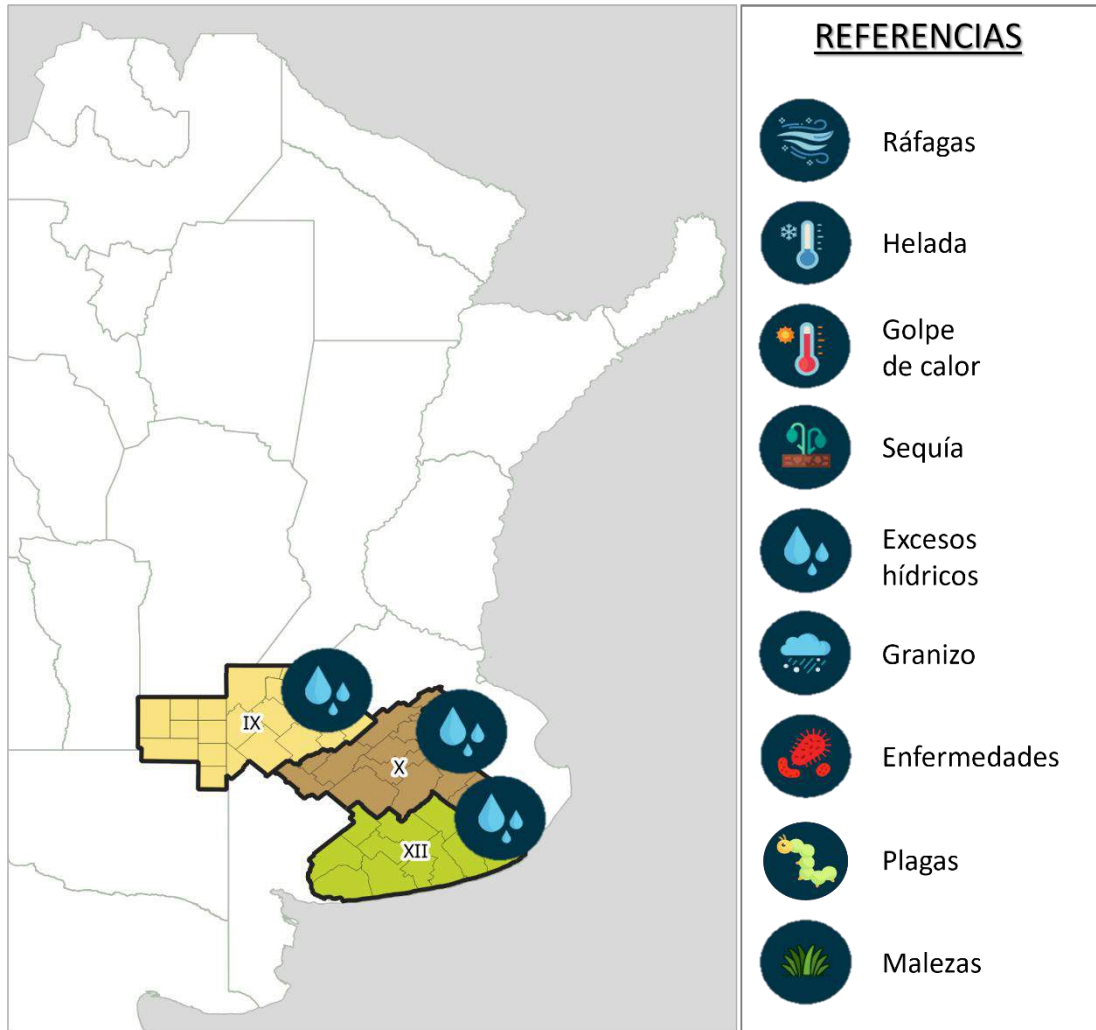 REFERENCIAS
Ráfagas
Helada
Golpe
de calor
Sequía
Excesos
hídricos
Granizo
Enfermedades
Plagas
Malezas
IX
X
XII